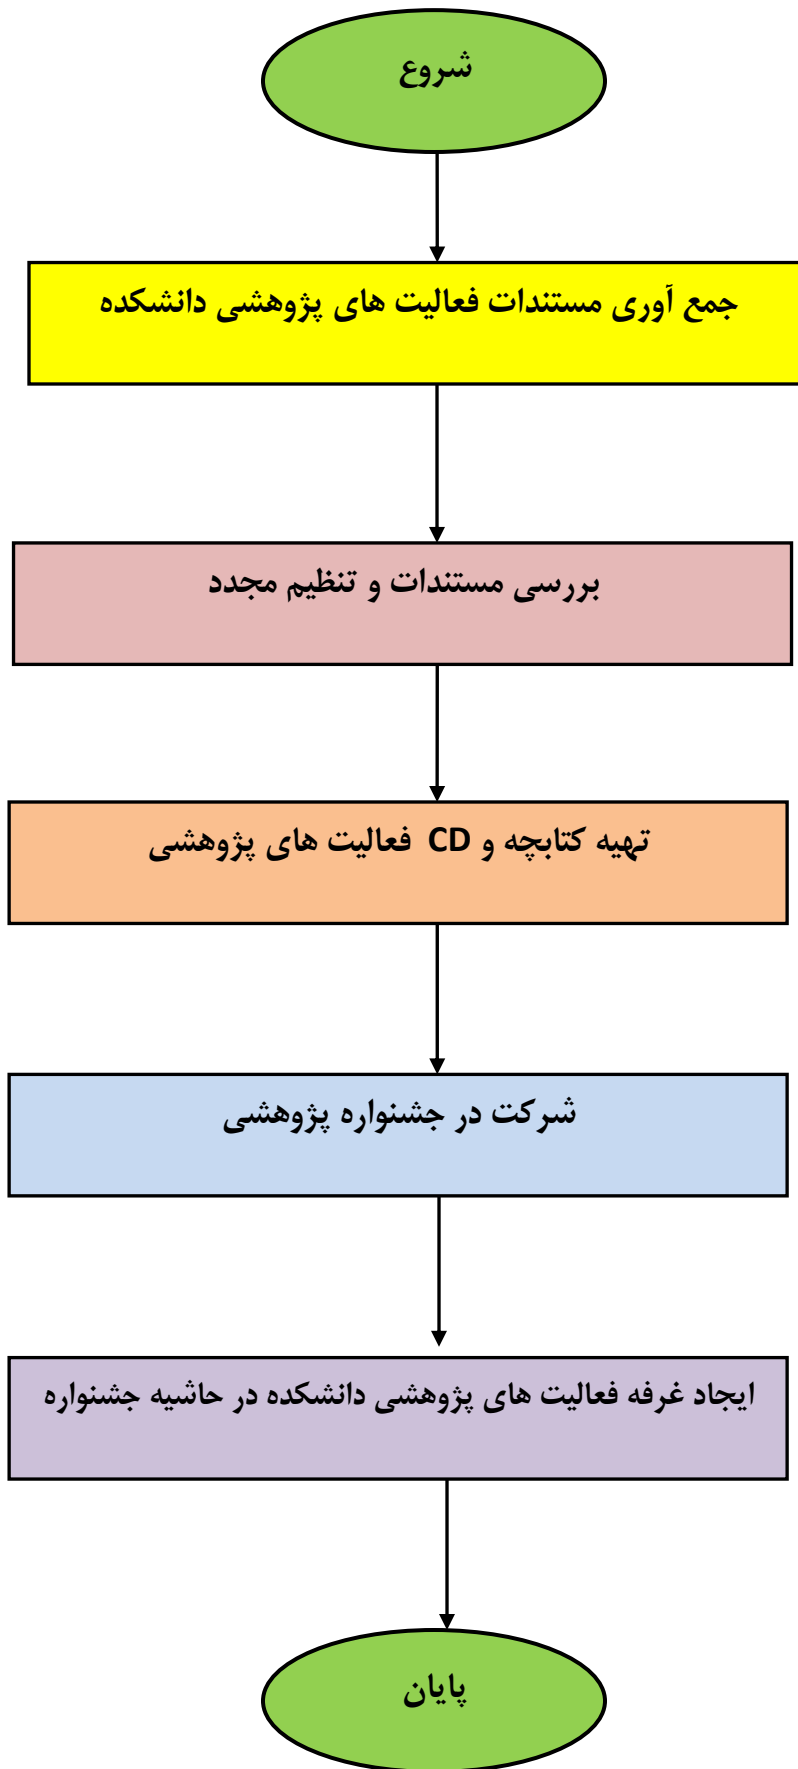 شروع
جمع آوری مستندات فعالیت های پژوهشی دانشکده
بررسی مستندات و تنظیم مجدد
تهیه کتابچه و CD فعالیت های پژوهشی
شرکت در جشنواره پژوهشی
ایجاد غرفه فعالیت های پژوهشی دانشکده در حاشیه جشنواره
پایان